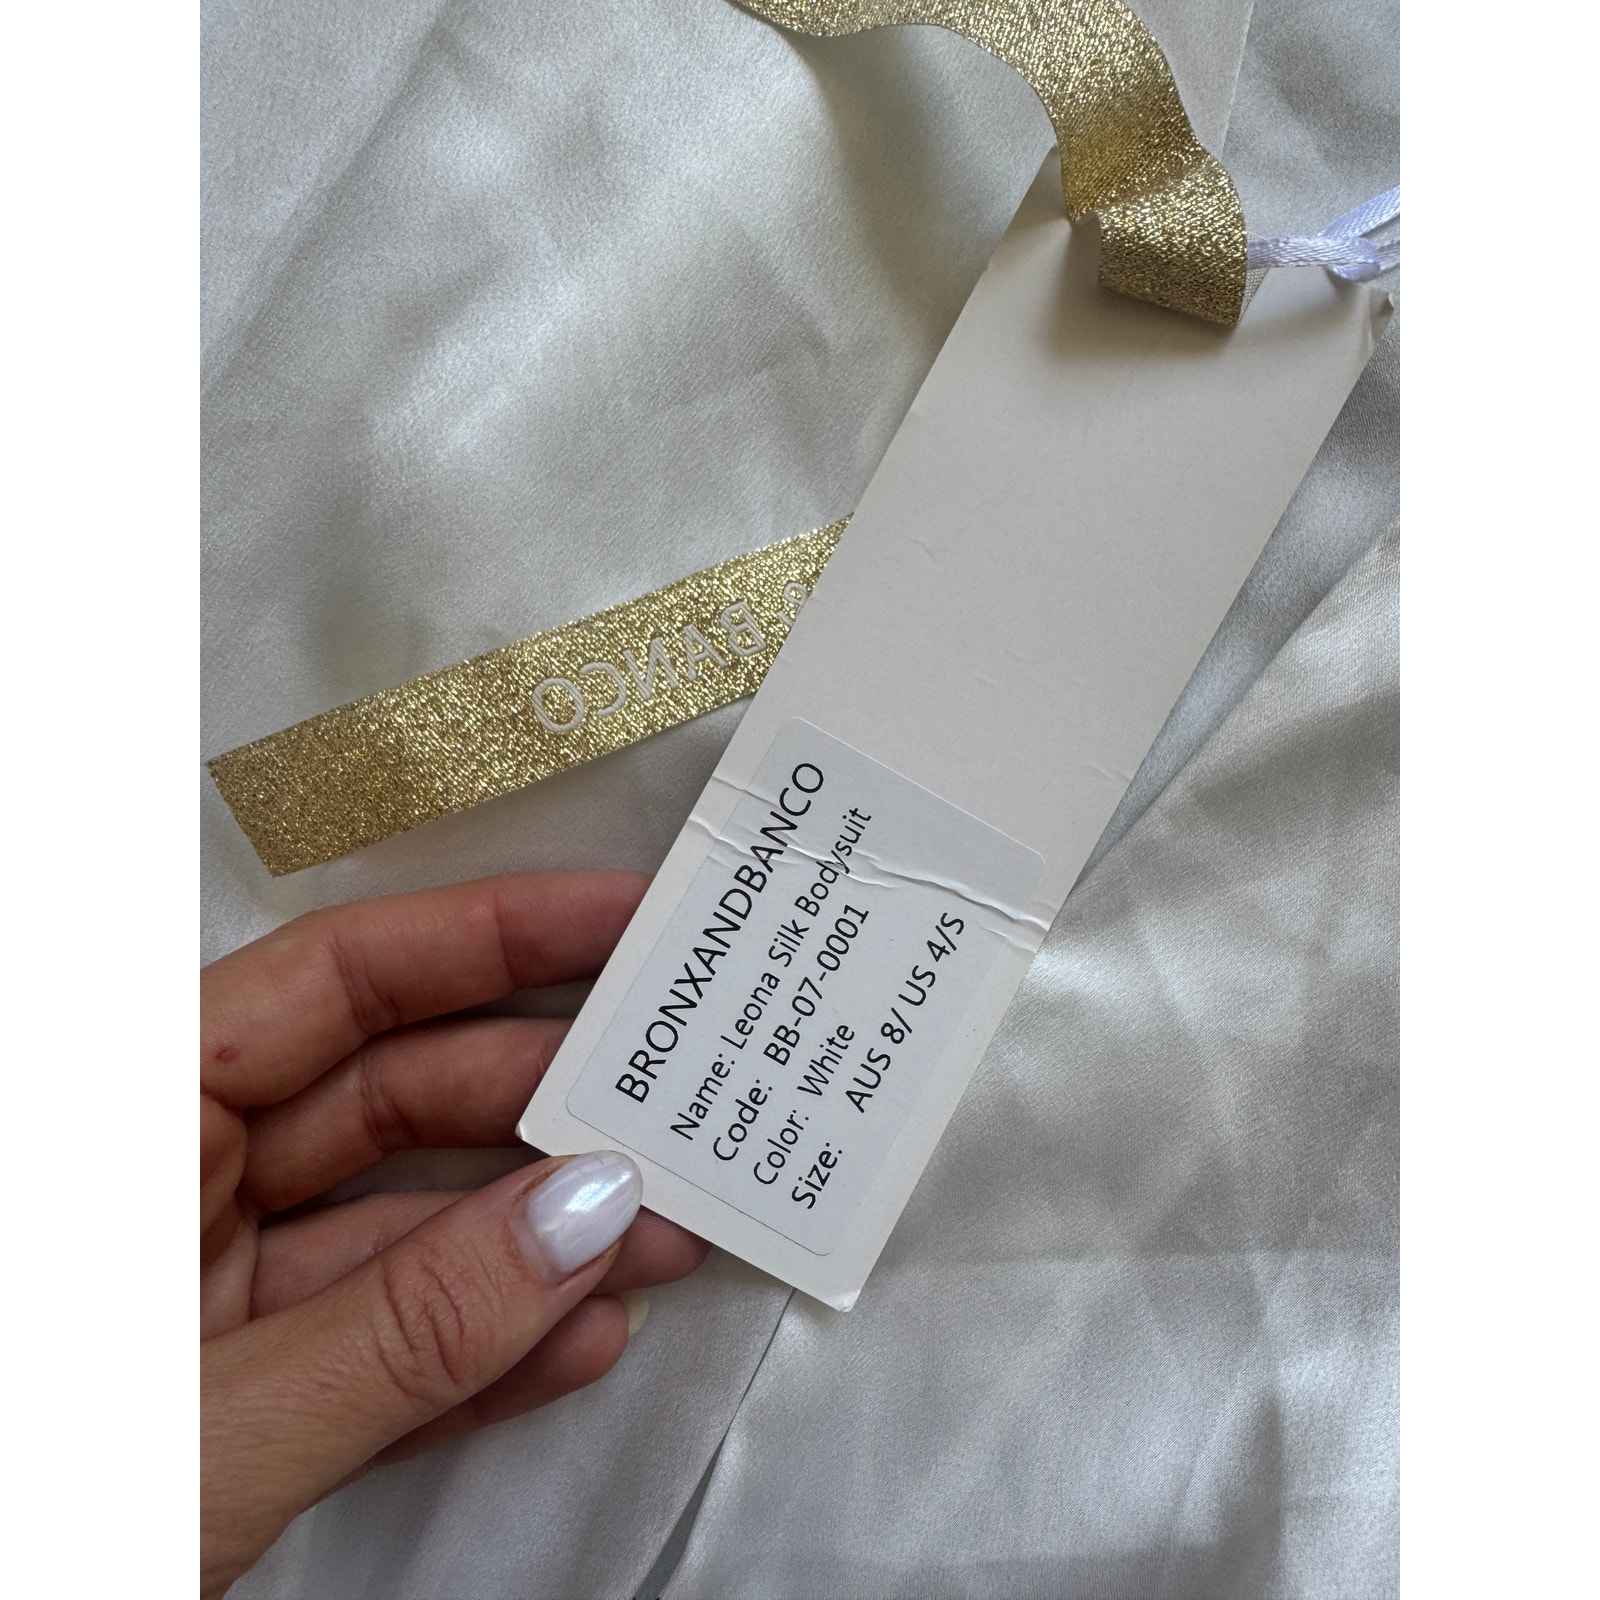 & BANCO
BRONXANDBANCO
Name: Leona Silk Bodysuit
Code: BB-07-0001
Color: White
Size: AUS 8/ US 4/S